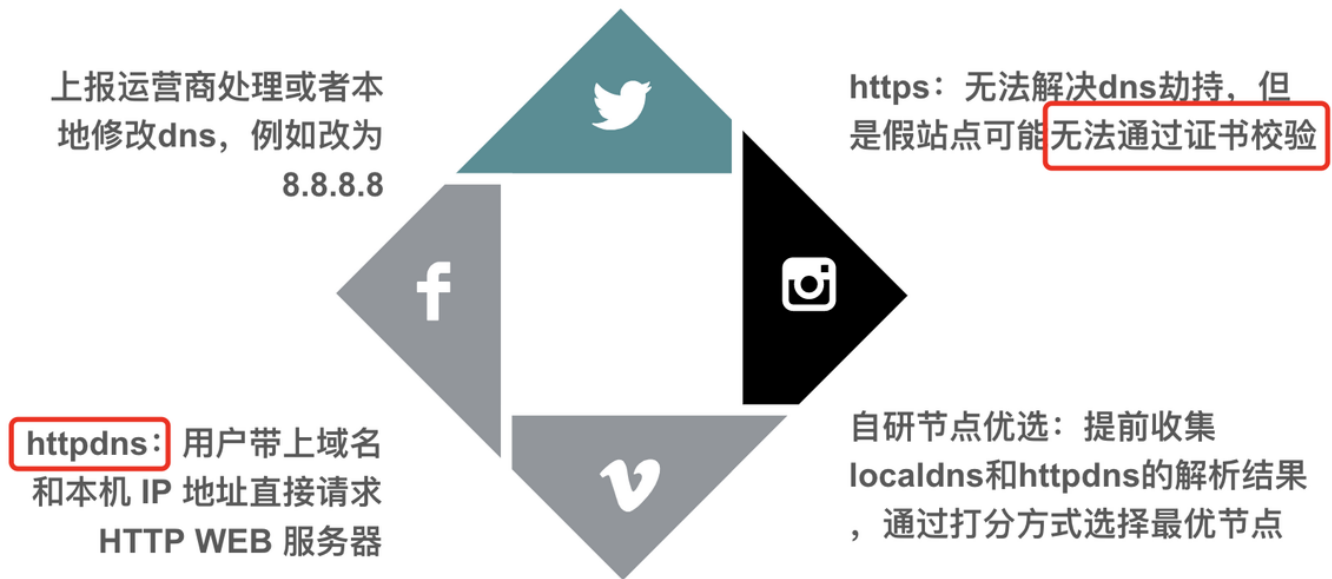 上报运营商处理或者本
地修改dns，例如改为
8.8.8.8
https：无法解决dns劫持，但
是假站点可能无法通过证书校验
httpdns：用户带上域名
和本机 IP 地址直接请求
HTTP WEB 服务器
自研节点优选：提前收集
localdns和httpdns的解析结果
，通过打分方式选择最优节点